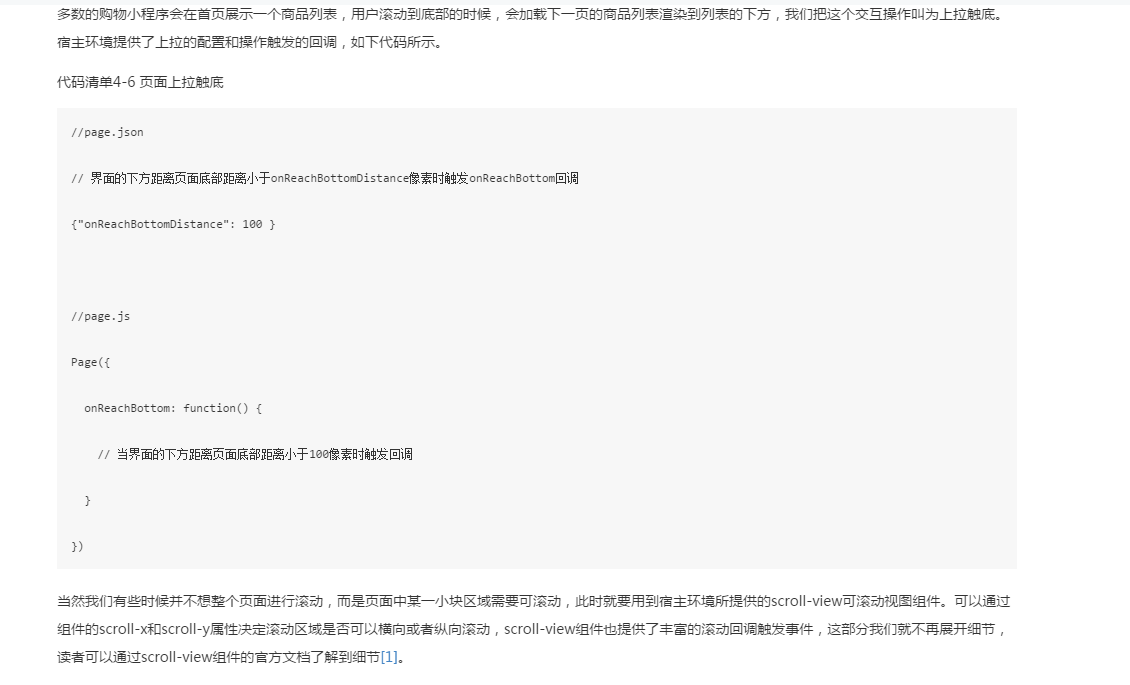 多数的购物小程序会在首页展示一个商品列表，用户滚动到底部的时候，会加载下一页的商品列表渲染到列表的下方，我们把这个交互操作叫为上拉触底。
宿主环境提供了上拉的配置和操作触发的回调，如下代码所示。
代码清单4-6 页面上拉触底
//page.json
// 界面的下方距离页面底部距离小于onReachBottomDistance像素时触发onReachBottom回调
{"onReachBottomDistance": 100 }
//page.js
Page({
  onReachBottom: function() {
    // 当界面的下方距离页面底部距离小于100像素时触发回调
  }
})
当然我们有些时候并不想整个页面进行滚动，而是页面中某一小块区域需要可滚动，此时就要用到宿主环境所提供的scroll-view可滚动视图组件。可以通过
组件的scroll-x和scroll-y属性决定滚动区域是否可以横向或者纵向滚动，scroll-view组件也提供了丰富的滚动回调触发事件，这部分我们就不再展开细节，
读者可以通过scroll-view组件的官方文档了解到细节[1]。